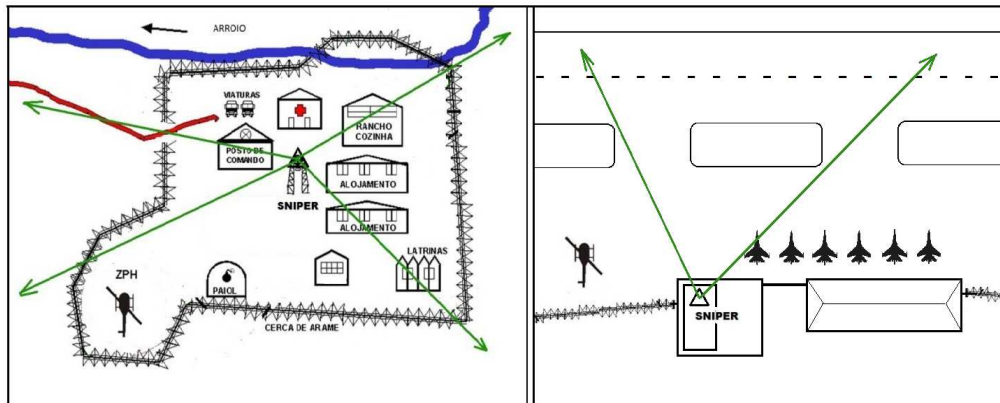 ARROIO
VIATURAS
RANCHO
COZINHA
POSTO DE
COMANDO
ALOJAMENTO
SNIPER
ALOJAMENTO
LATRINAS
ZPH
PAIOL
CERCA DE ARAME
SNIPER